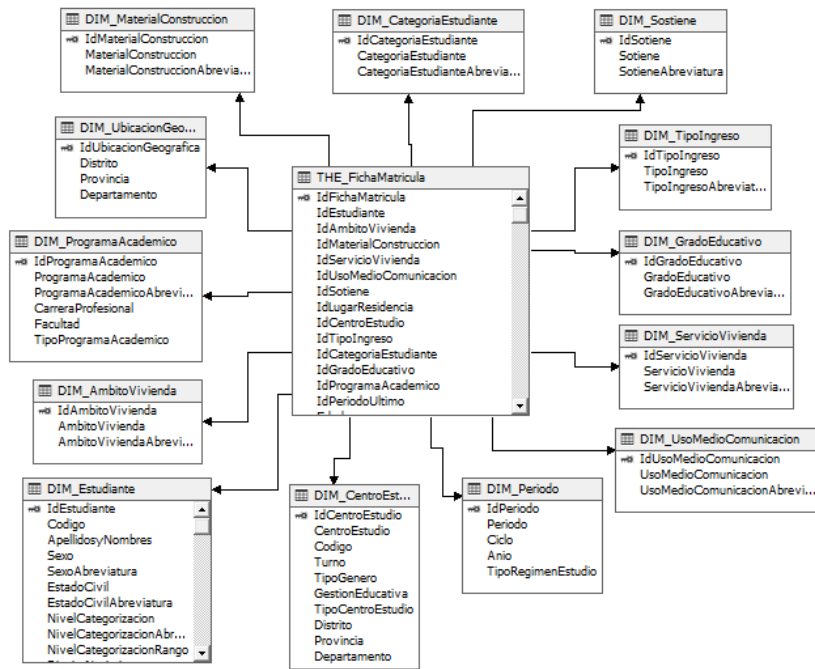 DIM_MaterialConstruccion
IdMaterialConstruccion
MaterialConstruccion
MaterialConstruccionAbrevia...
DIM_CategoriaEstudiante
IdCategoriaEstudiante
CategoriaEstudiante
CategoriaEstudianteAbrevia...
DIM_Sostiene
IdSotiene
Sotiene
SotieneAbreviatura
DIM_UbicacionGeo...
IdUbicacionGeografica
Distrito
Provincia
Departamento
THE_FichaMatricula
IdFichaMatricula
IdEstudiante
IdAmbitoVivienda
IdMaterialConstruccion
IdServicioVivienda
IdUsoMedioComunicacion
IdSotiene
IdLugarResidencia
IdCentroEstudio
IdTipoIngreso
IdCategoriaEstudiante
IdGradoEducativo
IdProgramaAcademico
IdPeriodoUltimo
DIM_TipoIngreso
IdTipoIngreso
TipoIngreso
TipoIngresoAbreviat...
DIM_ProgramaAcademico
IdProgramaAcademico
ProgramaAcademico
ProgramaAcademicoAbrevi...
CarreraProfesional
Facultad
TipoProgramaAcademico
DIM_GradoEducativo
IdGradoEducativo
GradoEducativo
GradoEducativoAbrevia...
DIM_ServicioVivienda
IdServicioVivienda
ServicioVivienda
ServicioViviendaAbrevia...
DIM_AmbitoVivienda
IdAmbitoVivienda
AmbitoVivienda
AmbitoViviendaAbrevi...
DIM_UsoMedioComunicacion
IdUsoMedioComunicacion
UsoMedioComunicacion
UsoMedioComunicacionAbrevi...
DIM_Estudiante
IdEstudiante
Codigo
ApellidosyNombres
Sexo
SexoAbreviatura
EstadoCivil
EstadoCivilAbreviatura
NivelCategorizacion
NivelCategorizacionAbr...
NivelCategorizacionRango
DIM_CentroEst...
IdCentroEstudio
CentroEstudio
Codigo
Turno
TipoGenero
GestionEducativa
TipoCentroEstudio
Distrito
Provincia
Departamento
DIM_Periodo
IdPeriodo
Periodo
Ciclo
Anio
TipoRegimenEstudio